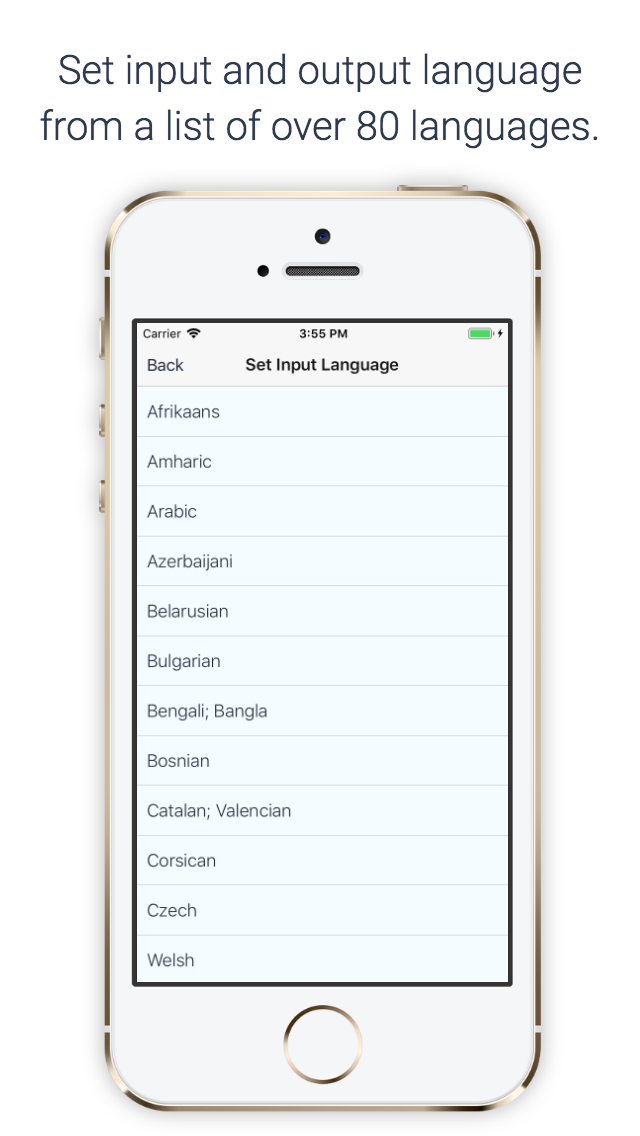 Set input and output language
from a list of over 80 languages.
Carrier 3:55 PM
Back Set Input Language
Afrikaans
Amharic
Arabic
Azerbaijani
Belarusian
Bulgarian
Bengali; Bangla
Bosnian
Catalan; Valencian
Corsican
Czech
Welsh